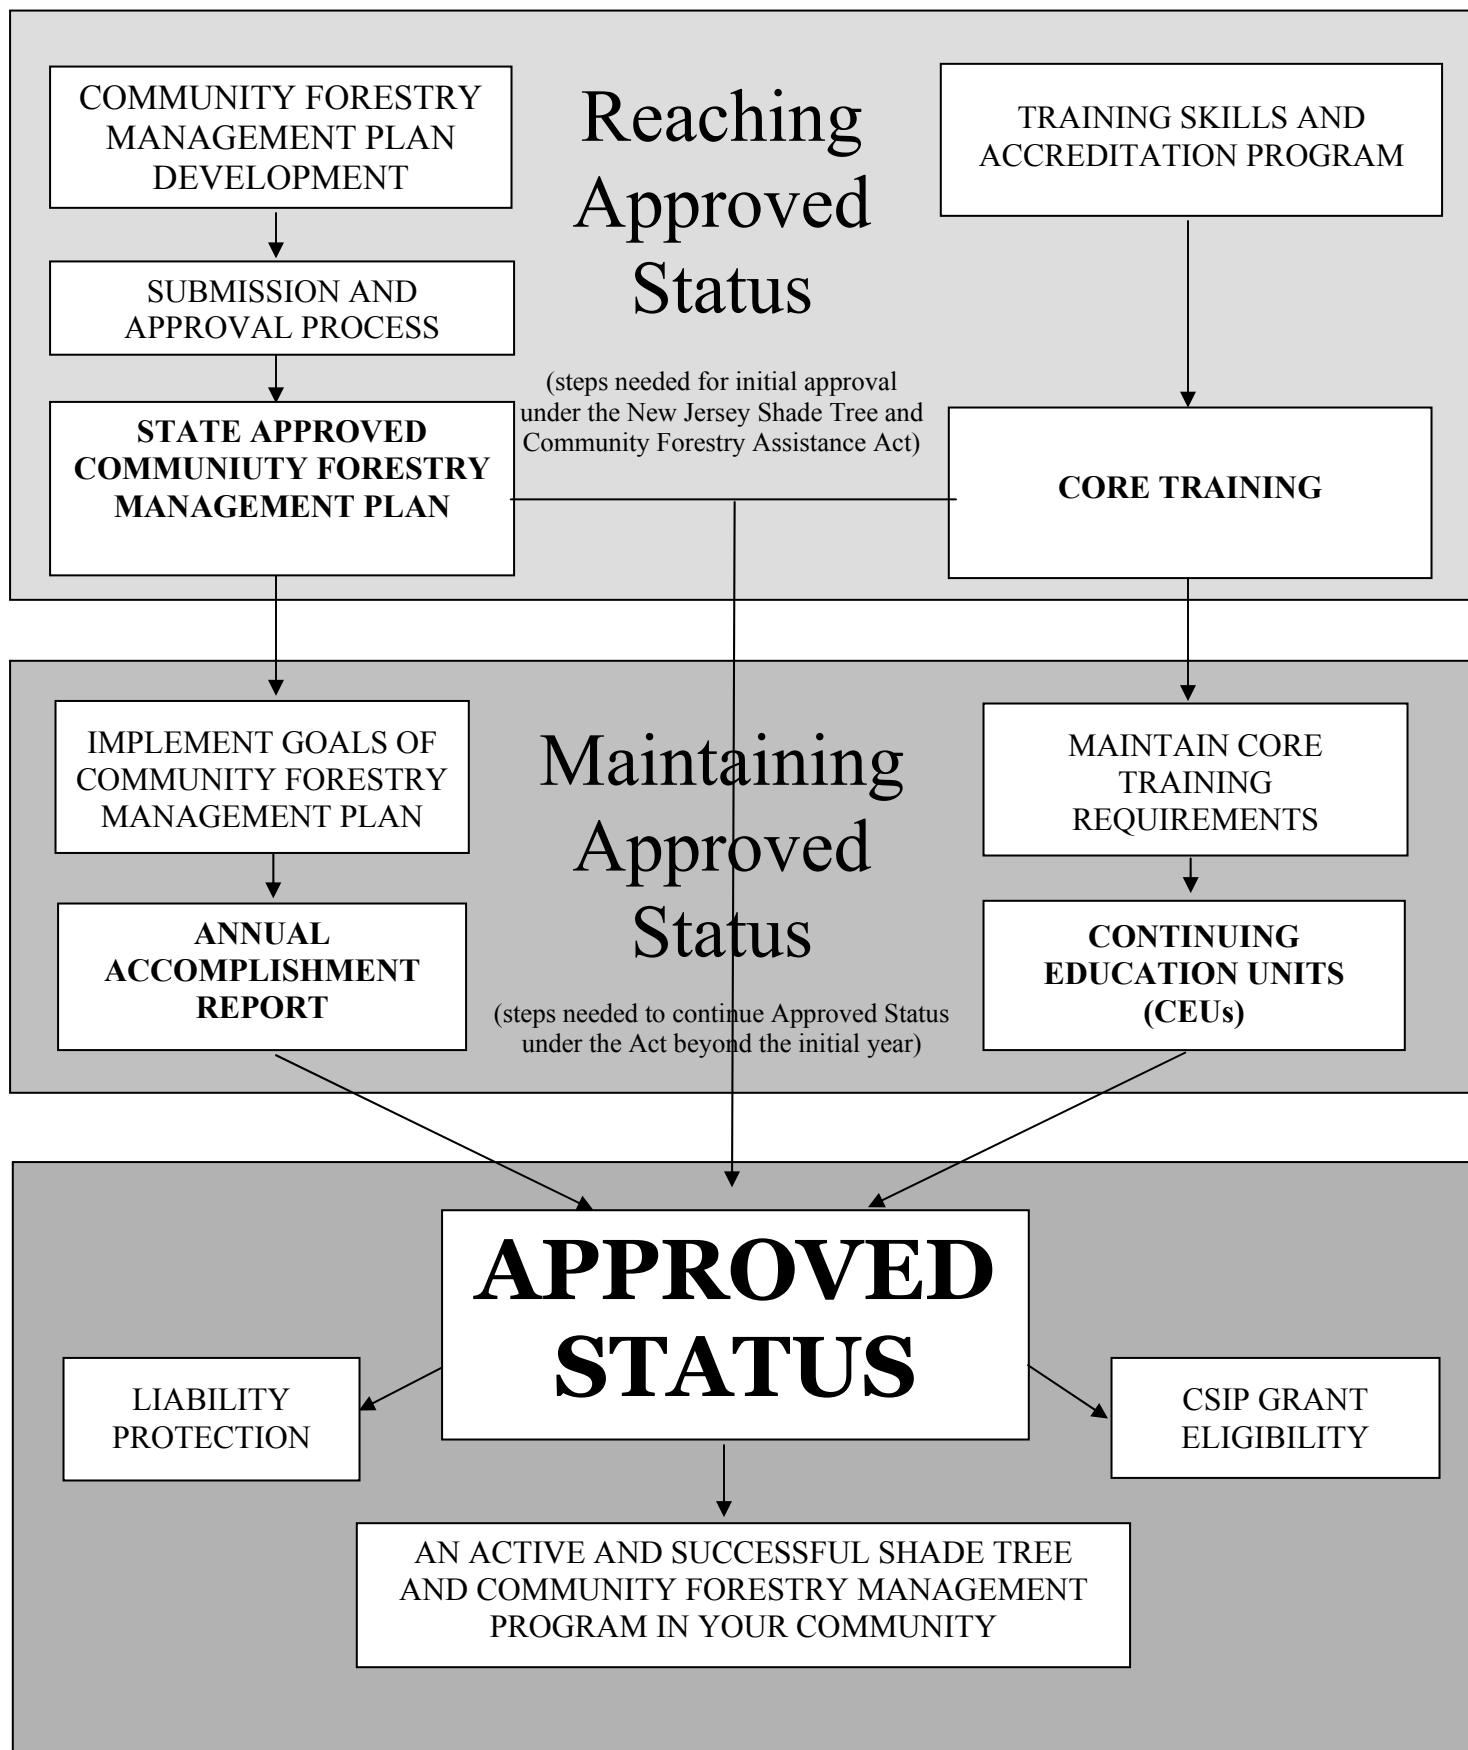 COMMUNITY FORESTRY
MANAGEMENT PLAN
DEVELOPMENT
Reaching
Approved
Status
TRAINING SKILLS AND
ACCREDITATION PROGRAM
SUBMISSION AND
APPROVAL PROCESS
(steps needed for initial approval
under the New Jersey Shade Tree and
Community Forestry Assistance Act)
STATE APPROVED
COMMUNIUTY FORESTRY
MANAGEMENT PLAN
CORE TRAINING
IMPLEMENT GOALS OF
COMMUNITY FORESTRY
MANAGEMENT PLAN
Maintaining
Approved
Status
MAINTAIN CORE
TRAINING
REQUIREMENTS
ANNUAL
ACCOMPLISHMENT
REPORT
(steps needed to continue Approved Status
under the Act beyond the initial year)
CONTINUING
EDUCATION UNITS
(CEUs)
APPROVED
STATUS
LIABILITY
PROTECTION
CSIP GRANT
ELIGIBILITY
AN ACTIVE AND SUCCESSFUL SHADE TREE
AND COMMUNITY FORESTRY MANAGEMENT
PROGRAM IN YOUR COMMUNITY